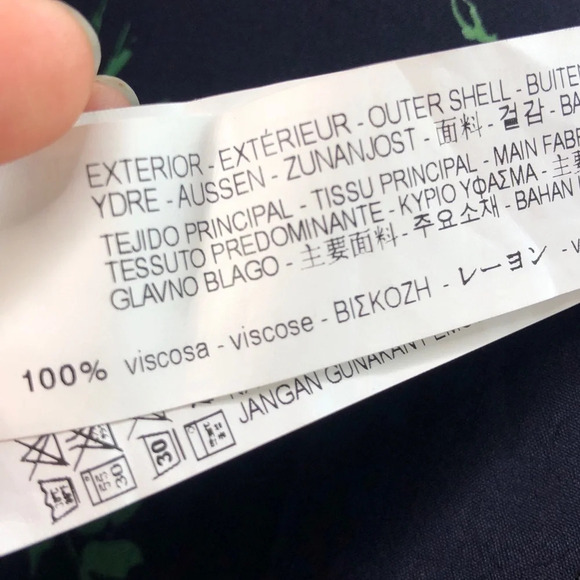 EXTERIOR - EXTÉRIEUR - OUTER SHELL - BUITEN
YDRE - AUSSEN - ZUNANJOST - 面料 - 겉감 - BA
TEJIDO PRINCIPAL - TISSU PRINCIPAL - MAIN FABR
TESSUTO PREDOMINANTE - ΚΥΡΙΟ ΥΦΑΣΜΑ - 主要
GLAVNO BLAGO - 主要面料 - 주요소재 - BAHAN
100% viscosa - viscose - ΒΙΣΚΟΖΗ - レーヨン - v
JANGAN GUNAKAN
30
30